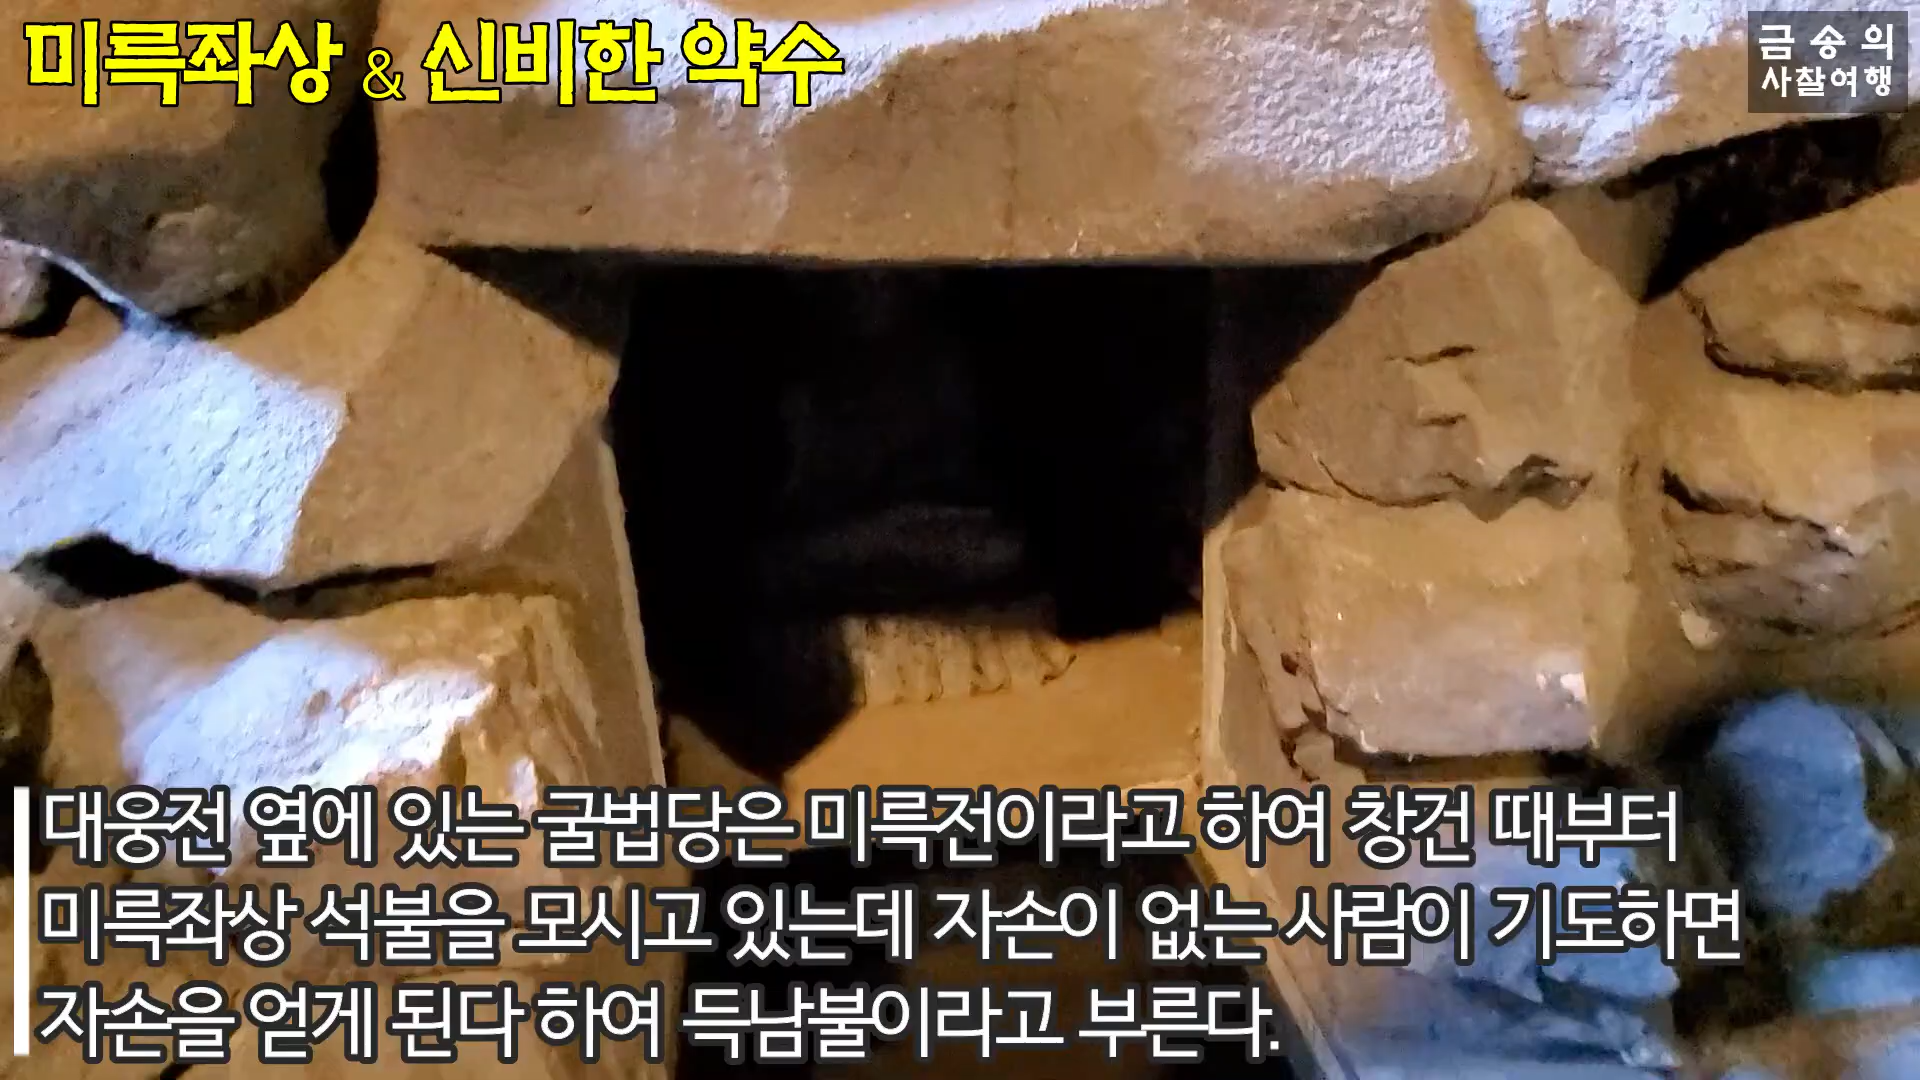 미륵좌상 & 신비한 약수
금송의
사찰여행
대웅전 옆에 있는 굴법당은 미륵전이라고 하여 창건 때부터
미륵좌상 석불을 모시고 있는데 자손이 없는 사람이 기도하면
자손을 얻게 된다 하여 득남불이라고 부른다.